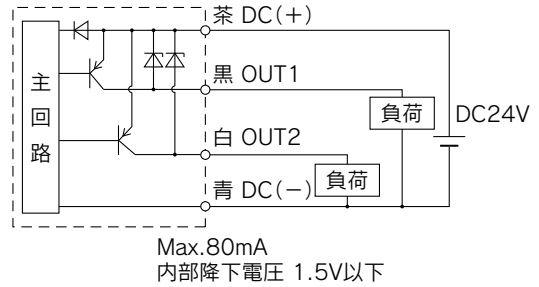 茶 DC(+)
黒 OUT1
主回路
負荷
DC24V
白 OUT2
負荷
青 DC(−)
Max.80mA
内部降下電圧 1.5V以下